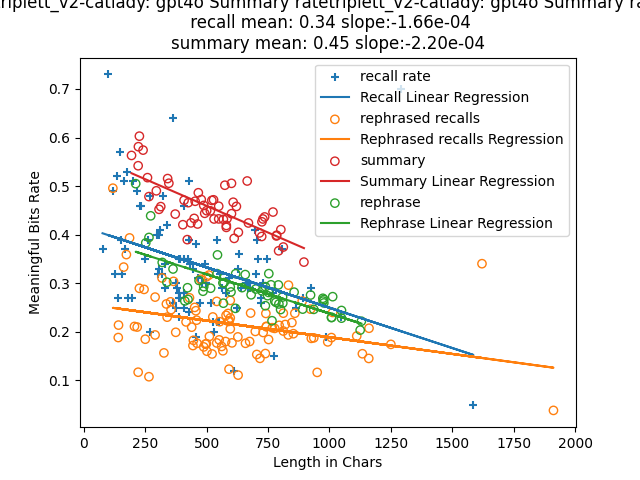 triplett_v2-catlady: gpt4o Summary ratetriplett_v2-catlady: gpt4o Summary ra
recall mean: 0.34 slope:-1.66e-04
summary mean: 0.45 slope:-2.20e-04
recall rate
Recall Linear Regression
rephrased recalls
Rephrased recalls Regression
summary
Summary Linear Regression
rephrase
Rephrase Linear Regression
Meaningful Bits Rate
0.7
0.6
0.5
0.4
0.3
0.2
0.1
0 250 500 750 1000 1250 1500 1750 2000
Length in Chars